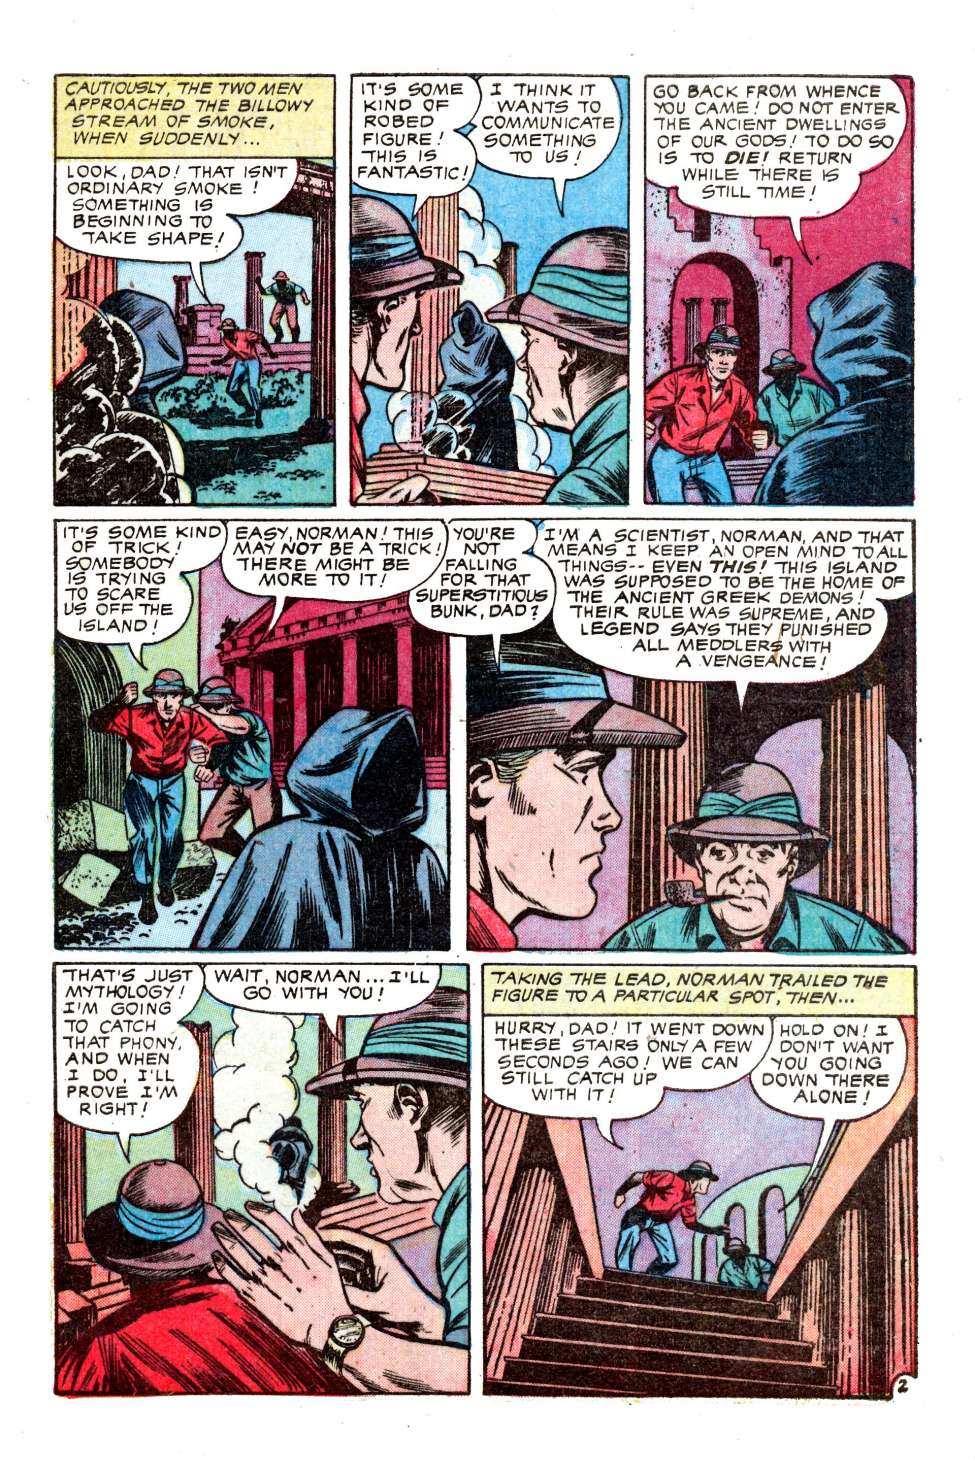 CAUTIOUSLY, THE TWO MEN
APPROACHED THE BILLOWY
STREAM OF SMOKE,
WHEN SUDDENLY...
LOOK, DAD! THAT ISN'T
ORDINARY SMOKE!
SOMETHING IS
BEGINNING TO
TAKE SHAPE!
IT'S SOME
KIND OF
ROBED
FIGURE!
THIS IS
FANTASTIC!
I THINK IT
WANTS TO
COMMUNICATE
SOMETHING
TO US!
GO BACK FROM WHENCE
YOU CAME! DO NOT ENTER
THE ANCIENT DWELLINGS
OF OUR GODS! TO DO SO
IS TO DIE! RETURN
WHILE THERE IS
STILL TIME!
IT'S SOME KIND
OF TRICK!
SOMEBODY
IS TRYING
TO SCARE
US OFF THE
ISLAND!
EASY, NORMAN! THIS
MAY NOT BE A TRICK!
THERE MIGHT BE
MORE TO IT!
YOU'RE
NOT
FALLING
FOR THAT
SUPERSTITIOUS
BUNK, DAD?
I'M A SCIENTIST, NORMAN, AND THAT
MEANS I KEEP AN OPEN MIND TO ALL
THINGS-- EVEN THIS! THIS ISLAND
WAS SUPPOSED TO BE THE HOME OF
THE ANCIENT GREEK DEMONS!
THEIR RULE WAS SUPREME, AND
LEGEND SAYS THEY PUNISHED
ALL MEDDLERS WITH
A VENGEANCE!
THAT'S JUST
MYTHOLOGY!
I'M GOING
TO CATCH
THAT PHONY,
AND WHEN
I DO, I'LL
PROVE I'M
RIGHT!
WAIT, NORMAN... I'LL
GO WITH YOU!
TAKING THE LEAD, NORMAN TRAILED THE
FIGURE TO A PARTICULAR SPOT, THEN...
HURRY, DAD! IT WENT DOWN
THESE STAIRS ONLY A FEW
SECONDS AGO! WE CAN
STILL CATCH UP
WITH IT!
HOLD ON! I
DON'T WANT
YOU GOING
DOWN THERE
ALONE!
2